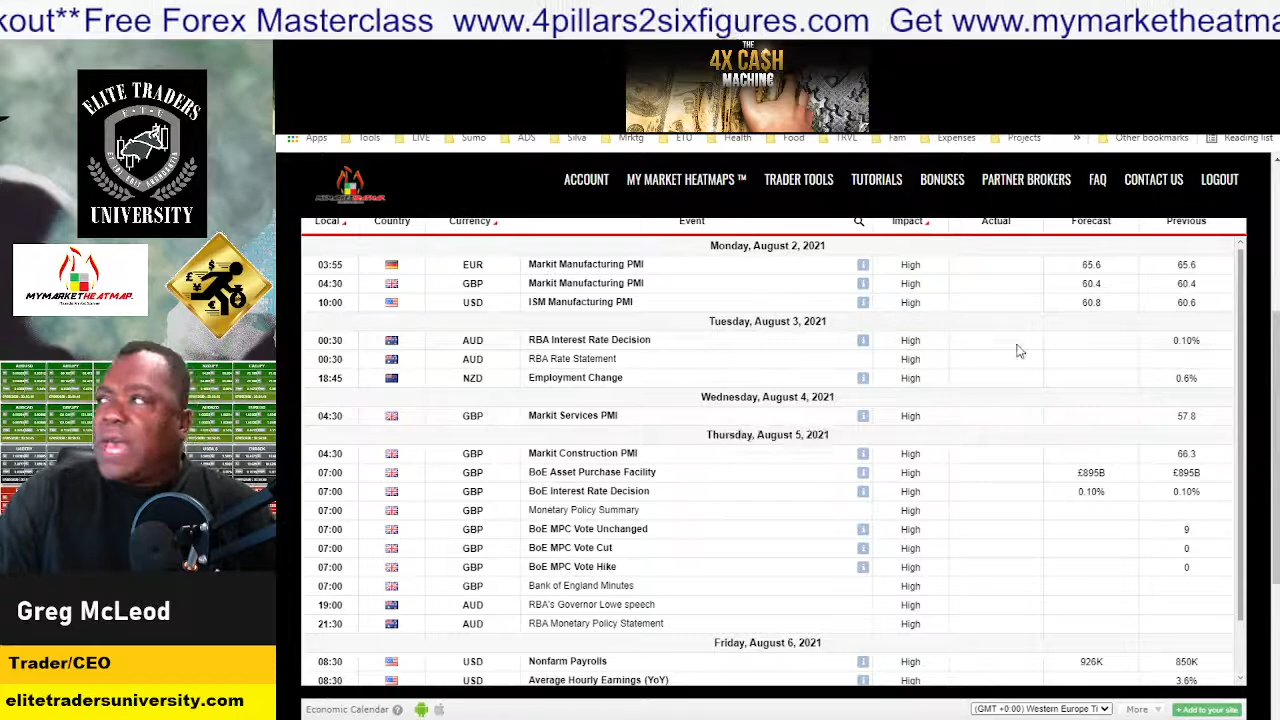 kout**Free Forex Masterclass www.4pillars2sixfigures.com Get www.mymarketheatma
THE
4X CASH
MACHINE
Apps Tools LIVE Sumo ADS Silva Mrktg ETU Health Food TRVL Fam Expenses Projects » Other bookmarks Reading list
ELITE TRADERS
E·T·U
UNIVERSITY
MYMARKETHEATMAP.
ACCOUNT MY MARKET HEATMAPS ™ TRADER TOOLS TUTORIALS BONUSES PARTNER BROKERS FAQ CONTACT US LOGOUT
Local Country Currency Event Impact Actual Forecast Previous
Monday, August 2, 2021
03:55 EUR Markit Manufacturing PMI High 65.6 65.6
04:30 GBP Markit Manufacturing PMI High 60.4 60.4
10:00 USD ISM Manufacturing PMI High 60.8 60.6
Tuesday, August 3, 2021
00:30 AUD RBA Interest Rate Decision High 0.10%
00:30 AUD RBA Rate Statement High
18:45 NZD Employment Change High 0.6%
Wednesday, August 4, 2021
04:30 GBP Markit Services PMI High 57.8
Thursday, August 5, 2021
04:30 GBP Markit Construction PMI High 66.3
07:00 GBP BoE Asset Purchase Facility High £895B £895B
07:00 GBP BoE Interest Rate Decision High 0.10% 0.10%
07:00 GBP Monetary Policy Summary High
07:00 GBP BoE MPC Vote Unchanged High 9
07:00 GBP BoE MPC Vote Cut High 0
07:00 GBP BoE MPC Vote Hike High 0
07:00 GBP Bank of England Minutes High
19:00 AUD RBA's Governor Lowe speech High
21:30 AUD RBA Monetary Policy Statement High
Friday, August 6, 2021
08:30 USD Nonfarm Payrolls High 926K 850K
08:30 USD Average Hourly Earnings (YoY) High 3.6%
Economic Calendar ? (GMT +0:00) Western Europe Ti More + Add to your site
Greg McLeod
Trader/CEO
elitetradersuniversity.com